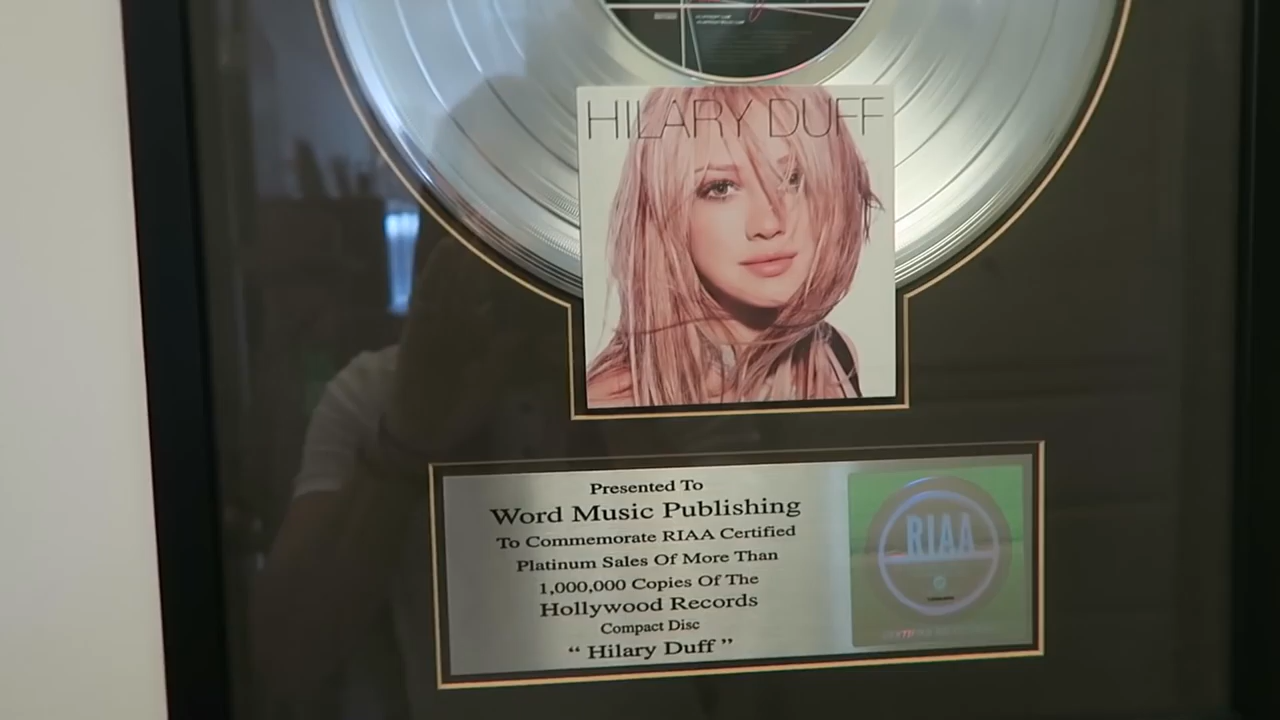 HILARY DUFF
Presented To
Word Music Publishing
To Commemorate RIAA Certified
Platinum Sales Of More Than
1,000,000 Copies Of The
Hollywood Records
Compact Disc
“ Hilary Duff ”
RIAA